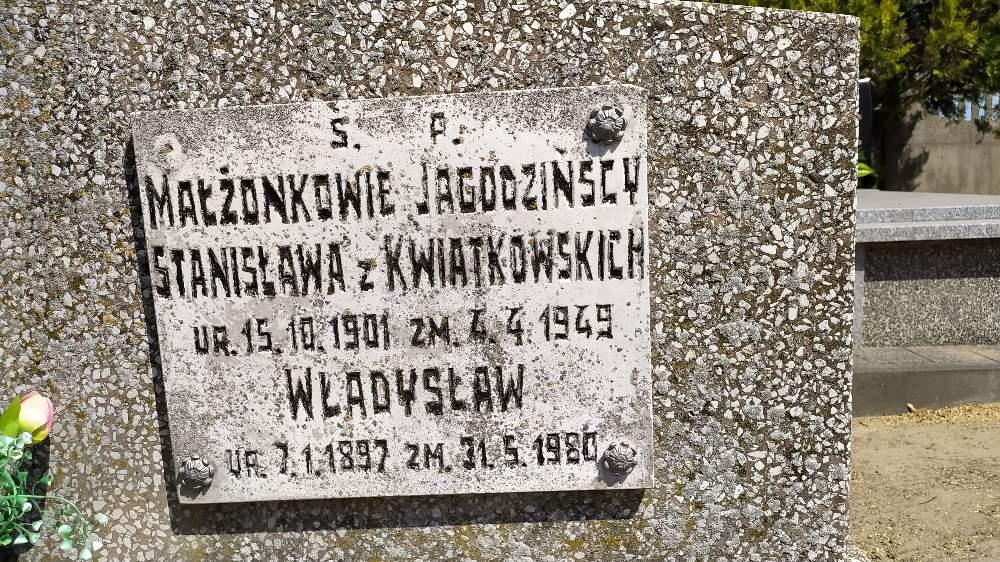 S. P.
MAŁŻONKOWIE JAGODZINSCY
STANISŁAWA z KWIATKOWSKICH
UR. 15.10.1901 ZM. 4.4.1949
WŁADYSŁAW
UR. 7.1.1897 ZM. 31.5.1980